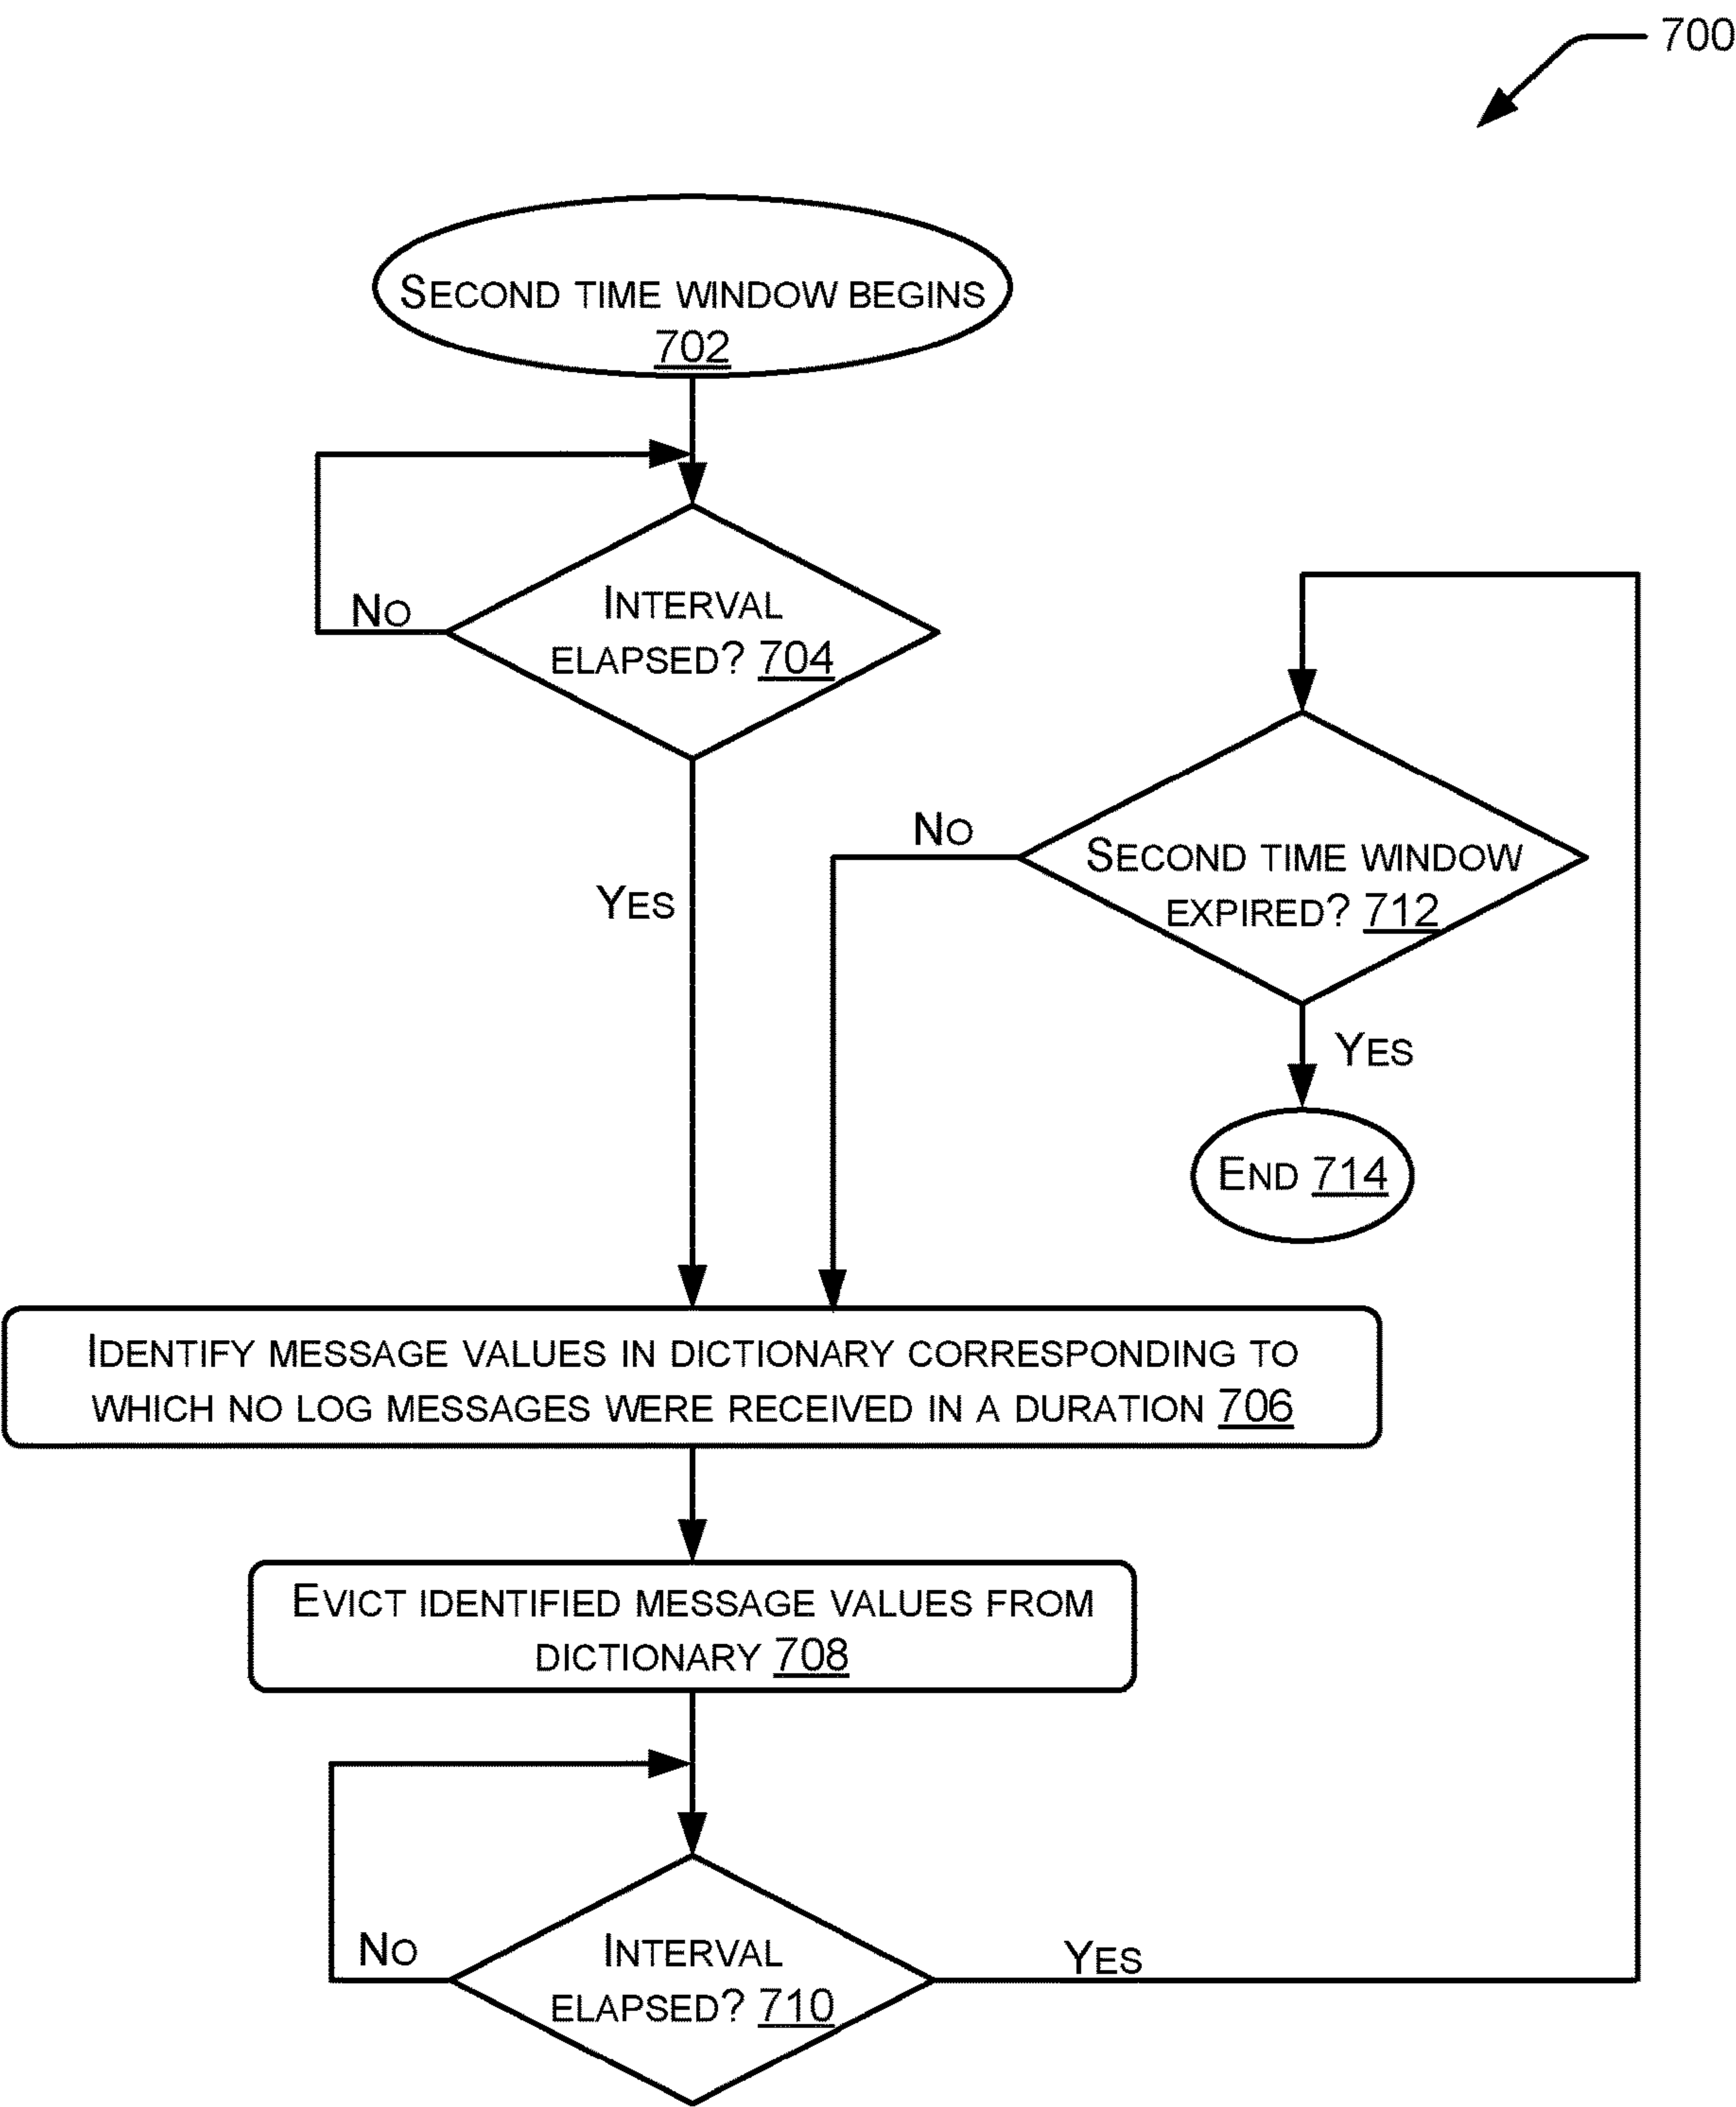 700
SECOND TIME WINDOW BEGINS
702
INTERVAL
ELAPSED? 704
NO
YES
NO
SECOND TIME WINDOW
EXPIRED? 712
YES
END 714
IDENTIFY MESSAGE VALUES IN DICTIONARY CORRESPONDING TO
WHICH NO LOG MESSAGES WERE RECEIVED IN A DURATION 706
EVICT IDENTIFIED MESSAGE VALUES FROM
DICTIONARY 708
NO
INTERVAL
ELAPSED? 710
YES